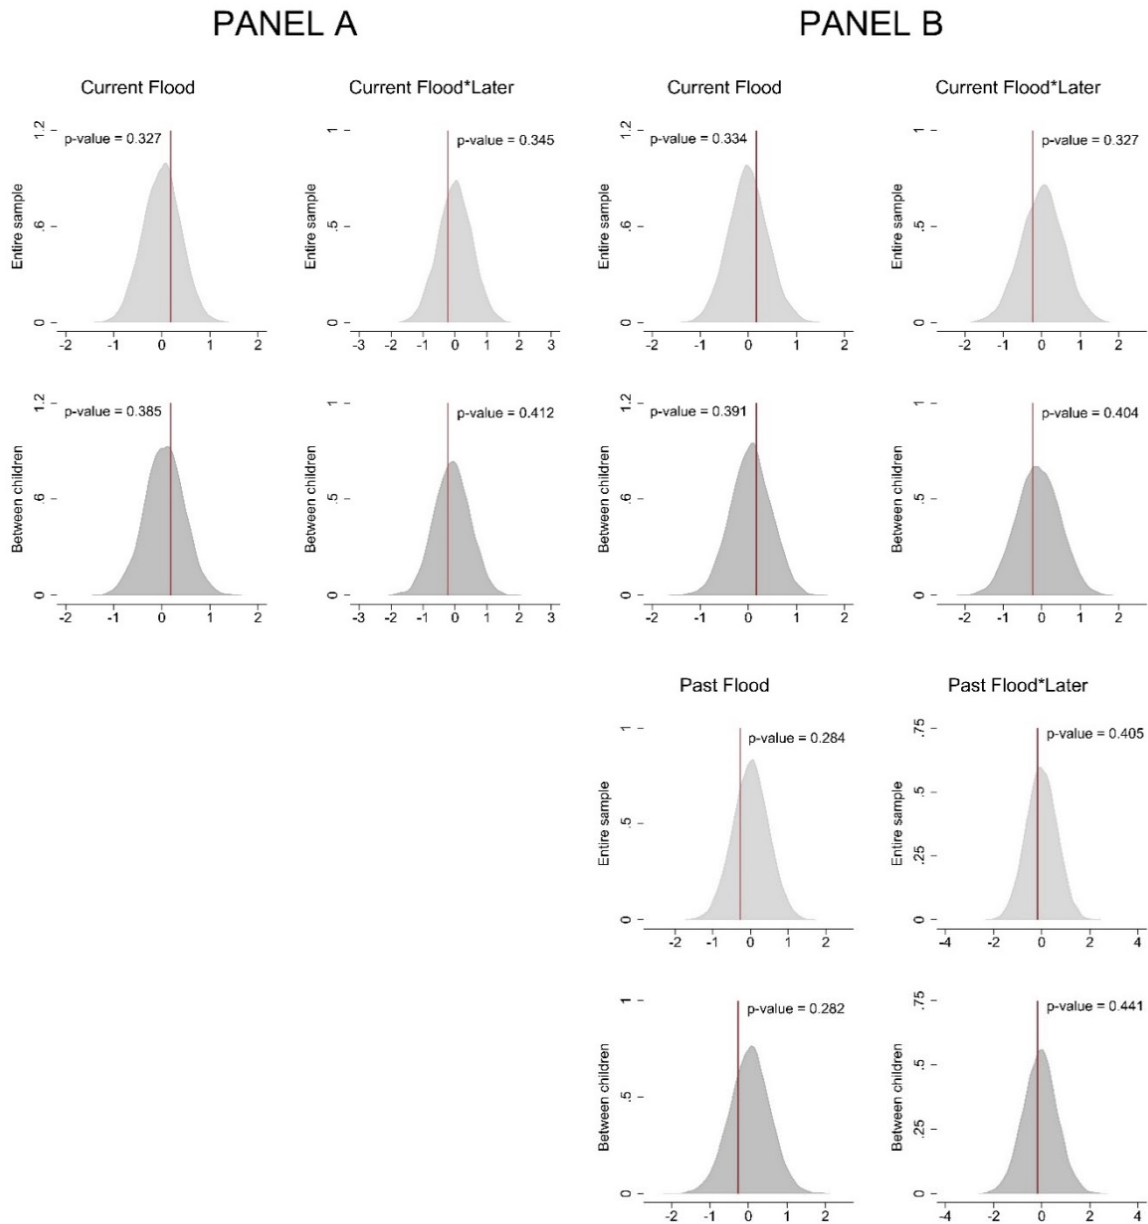 PANEL A
PANEL B
Current Flood
Current Flood*Later
Current Flood
Current Flood*Later
Entire sample
0 .6 1.2
p-value = 0.327
-2 -1 0 1 2
Entire sample
0 .5 1
p-value = 0.345
-3 -2 -1 0 1 2 3
Entire sample
0 .6 1.2
p-value = 0.334
-2 -1 0 1 2
Entire sample
0 .5 1
p-value = 0.327
-2 -1 0 1 2
Between children
0 .6 1.2
p-value = 0.385
-2 -1 0 1 2
Between children
0 .5 1
p-value = 0.412
-3 -2 -1 0 1 2 3
Between children
0 .6 1.2
p-value = 0.391
-2 -1 0 1 2
Between children
0 .5 1
p-value = 0.404
-2 -1 0 1 2
Past Flood
Past Flood*Later
Entire sample
0 .5 1
p-value = 0.284
-2 -1 0 1 2
Entire sample
0 .25 .5 .75
p-value = 0.405
-4 -2 0 2 4
Between children
0 .5 1
p-value = 0.282
-2 -1 0 1 2
Between children
0 .25 .5 .75
p-value = 0.441
-4 -2 0 2 4